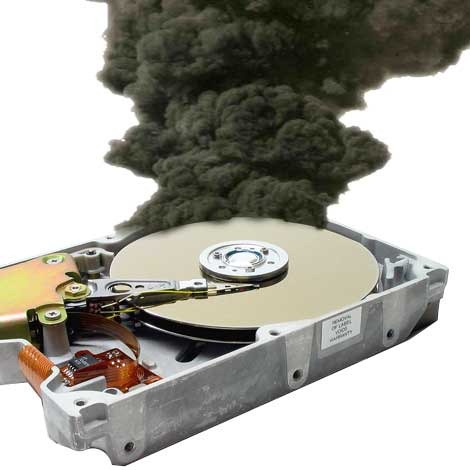 REMOVAL
OF LABEL
VOIDS
WARRANTY